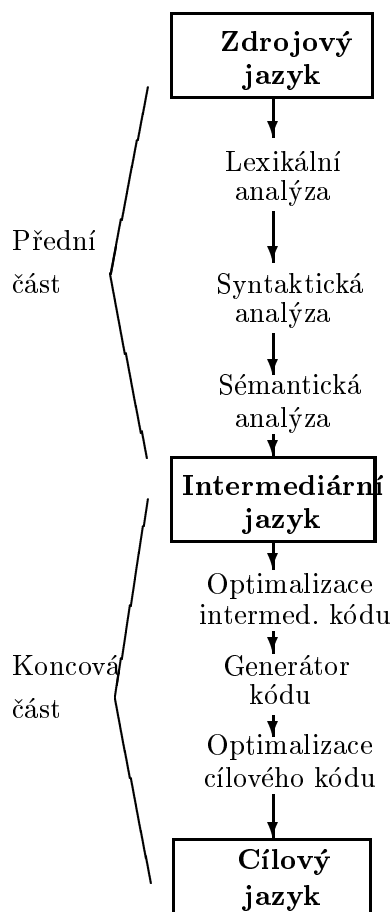 Zdrojový
jazyk
Lexikální
analýza
Přední
část
Syntaktická
analýza
Sémantická
analýza
Intermediární
jazyk
Optimalizace
intermed. kódu
Koncová
část
Generátor
kódu
Optimalizace
cílového kódu
Cílový
jazyk